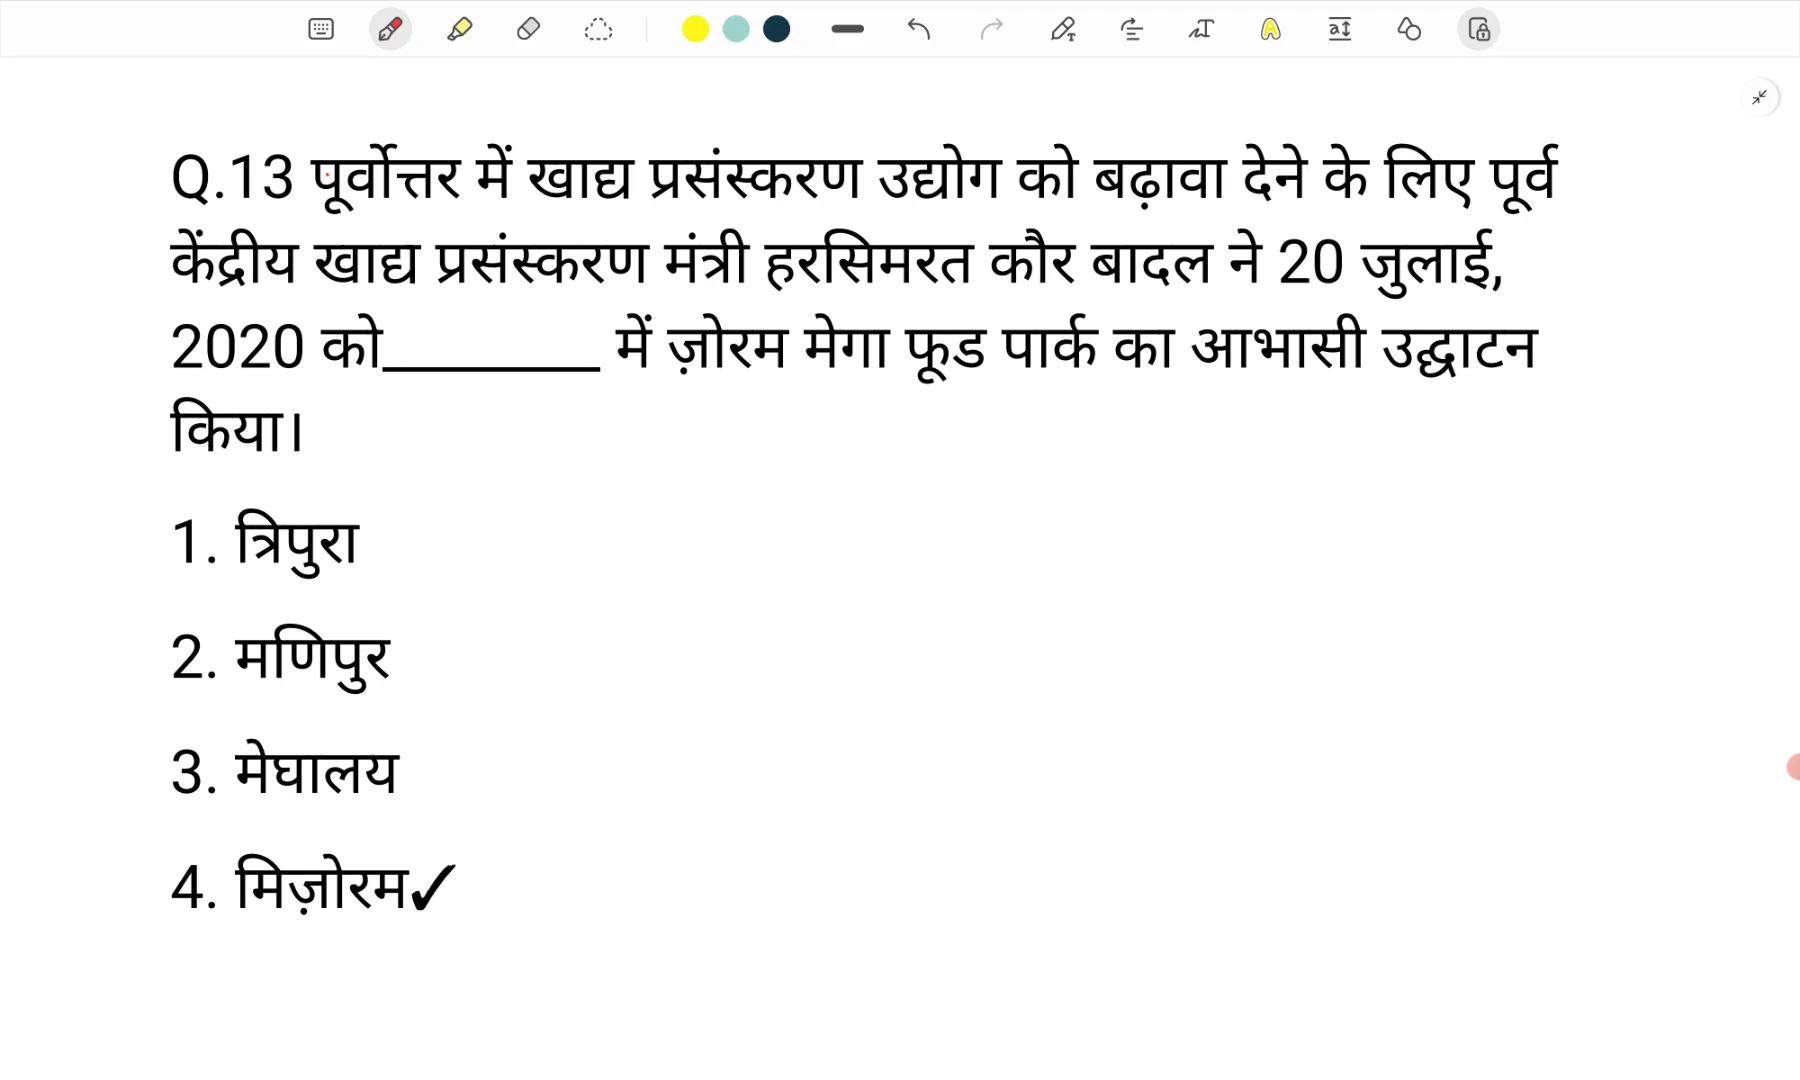 Q.13 पूर्वोत्तर में खाद्य प्रसंस्करण उद्योग को बढ़ावा देने के लिए पूर्व
केंद्रीय खाद्य प्रसंस्करण मंत्री हरसिमरत कौर बादल ने 20 जुलाई,
2020 को________ में ज़ोरम मेगा फूड पार्क का आभासी उद्घाटन
किया।
1. त्रिपुरा
2. मणिपुर
3. मेघालय
4. मिज़ोरम✓